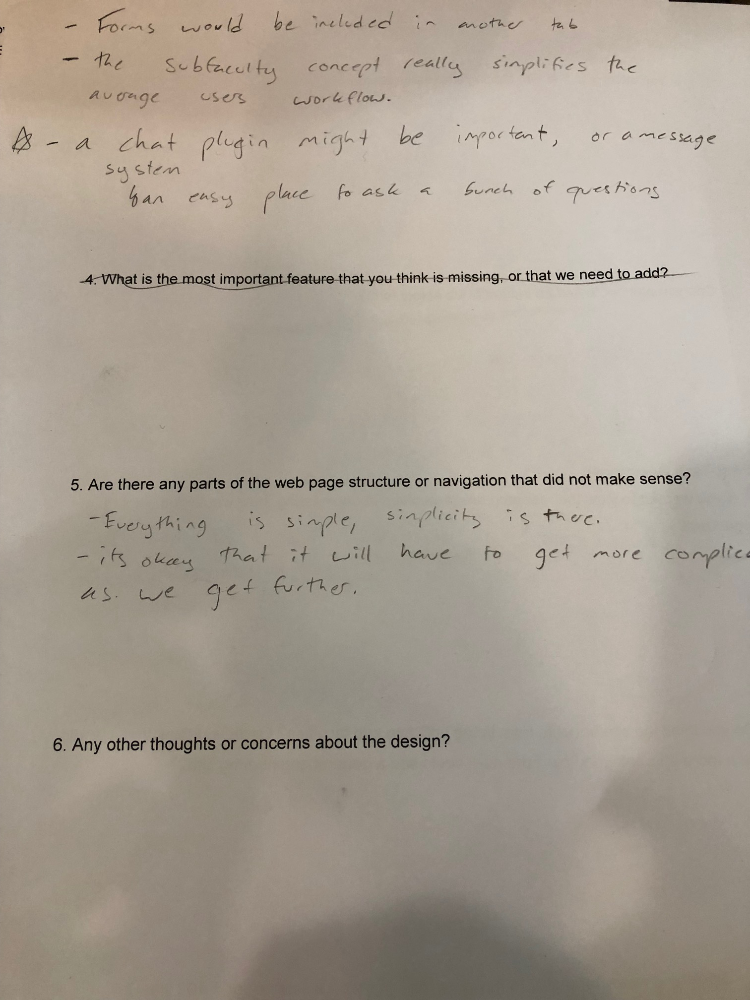 - Forms would be included in another tab
- the subfaculty concept really simplifies the
average users workflow.
- a chat plugin might be important, or a message
system
an easy place to ask a bunch of questions
4. What is the most important feature that you think is missing, or that we need to add?
5. Are there any parts of the web page structure or navigation that did not make sense?
- Everything is simple, simplicity is there.
- its okay that it will have to get more complic
as. we get further.
6. Any other thoughts or concerns about the design?